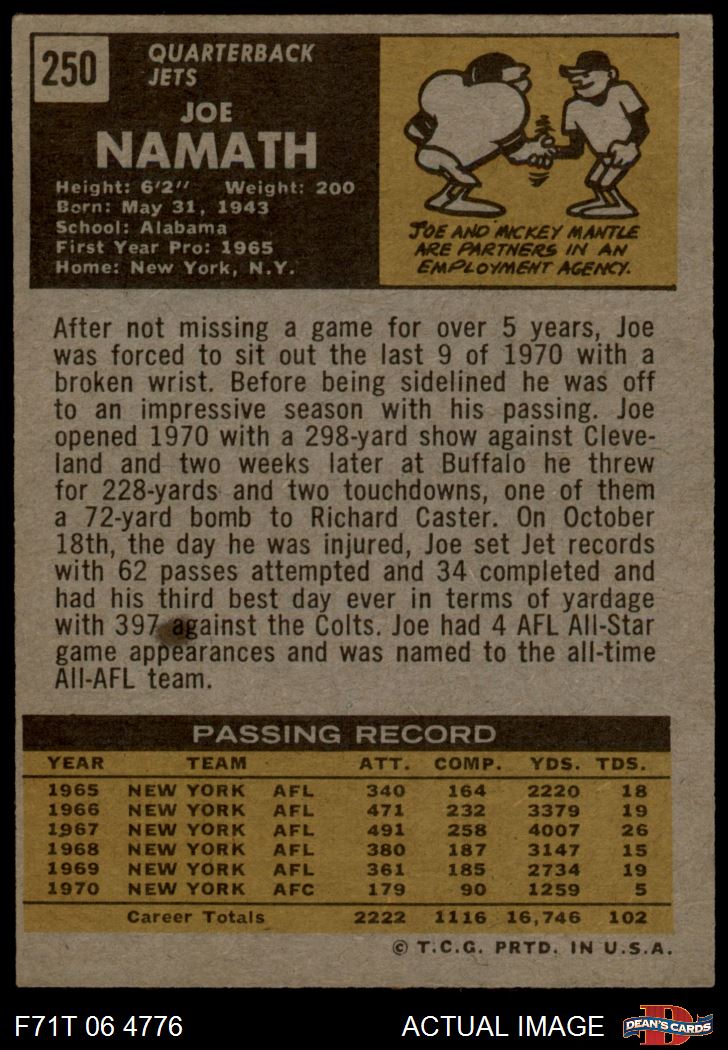 250
QUARTERBACK
JETS
JOE
NAMATH
Height: 6'2" Weight: 200
Born: May 31, 1943
School: Alabama
First Year Pro: 1965
Home: New York, N.Y.
JOE AND MICKEY MANTLE
ARE PARTNERS IN AN
EMPLOYMENT AGENCY.
After not missing a game for over 5 years, Joe
was forced to sit out the last 9 of 1970 with a
broken wrist. Before being sidelined he was off
to an impressive season with his passing. Joe
opened 1970 with a 298-yard show against Cleve-
land and two weeks later at Buffalo he threw
for 228-yards and two touchdowns, one of them
a 72-yard bomb to Richard Caster. On October
18th, the day he was injured, Joe set Jet records
with 62 passes attempted and 34 completed and
had his third best day ever in terms of yardage
with 397 against the Colts. Joe had 4 AFL All-Star
game appearances and was named to the all-time
All-AFL team.
PASSING RECORD
YEAR TEAM ATT. COMP. YDS. TDS.
1965 NEW YORK AFL 340 164 2220 18
1966 NEW YORK AFL 471 232 3379 19
1967 NEW YORK AFL 491 258 4007 26
1968 NEW YORK AFL 380 187 3147 15
1969 NEW YORK AFL 361 185 2734 19
1970 NEW YORK AFC 179 90 1259 5
Career Totals 2222 1116 16,746 102
© T.C.G. PRTD. IN U.S.A.
F71T 06 4776 ACTUAL IMAGE D DEAN'S CARDS